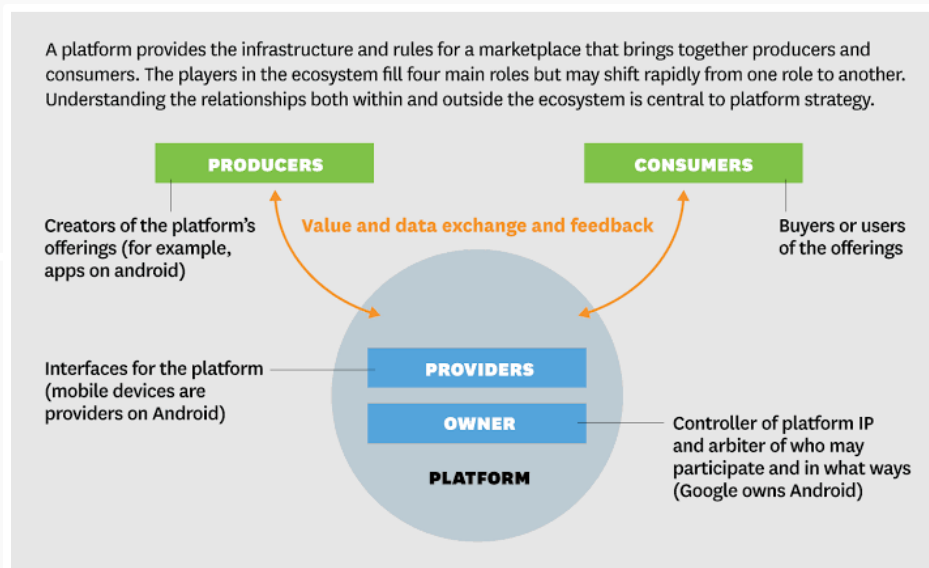 A platform provides the infrastructure and rules for a marketplace that brings together producers and
consumers. The players in the ecosystem fill four main roles but may shift rapidly from one role to another.
Understanding the relationships both within and outside the ecosystem is central to platform strategy.
PRODUCERS
CONSUMERS
Creators of the platform's
offerings (for example,
apps on android)
Value and data exchange and feedback
Buyers or users
of the offerings
Interfaces for the platform
(mobile devices are
providers on Android)
PROVIDERS
OWNER
PLATFORM
Controller of platform IP
and arbiter of who may
participate and in what ways
(Google owns Android)